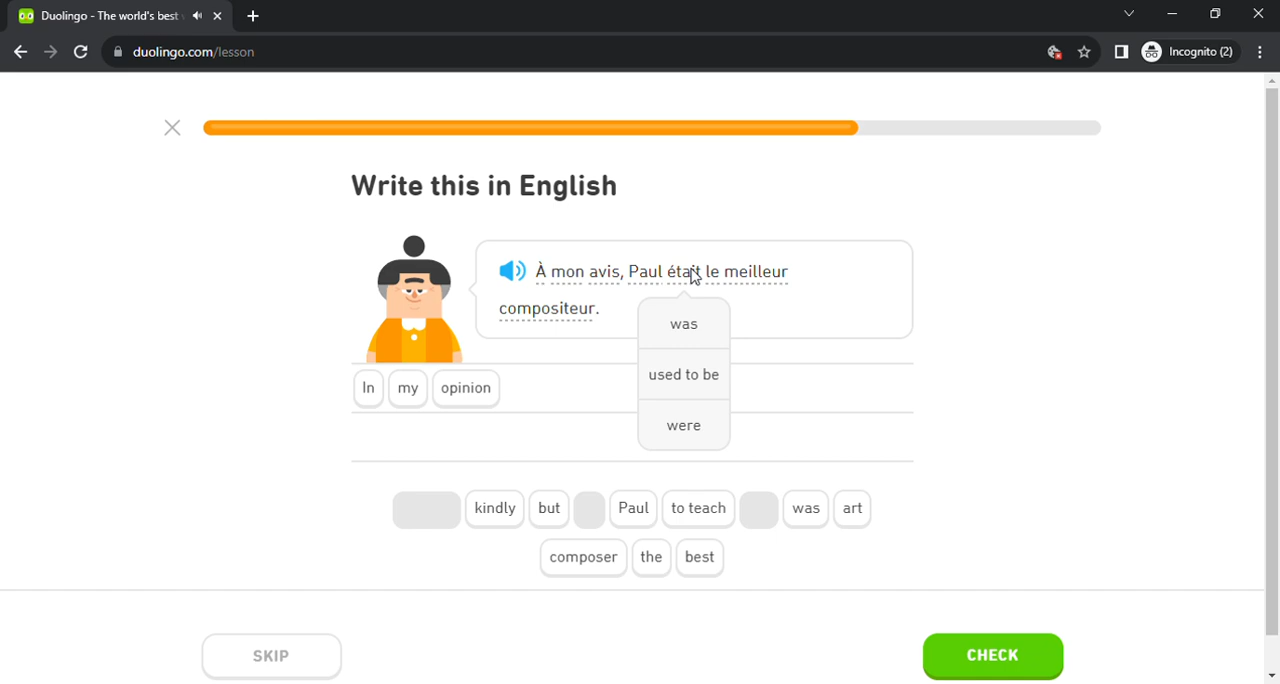 Duolingo - The world's best
duolingo.com/lesson
Incognito (2)
Write this in English
À mon avis, Paul était le meilleur
compositeur.
was
used to be
were
In my opinion
kindly but Paul to teach was art
composer the best
SKIP
CHECK